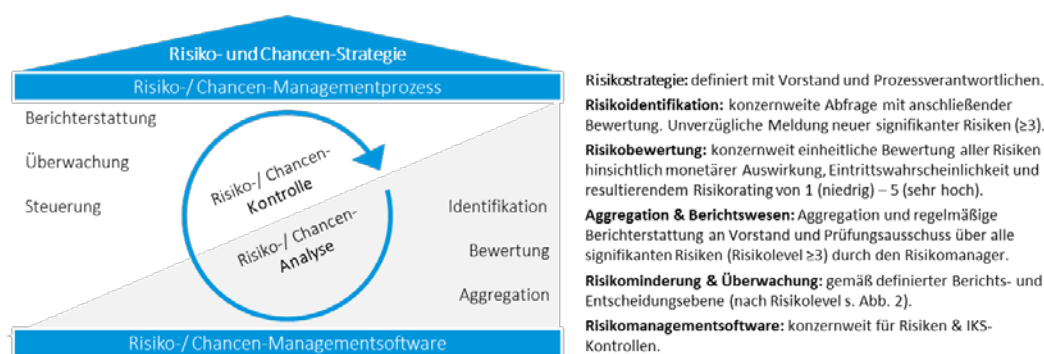 Risiko- und Chancen-Strategie
Risiko-/ Chancen-Managementprozess
Berichterstattung
Überwachung
Steuerung
Risiko-/ Chancen-
Kontrolle
Risiko-/ Chancen-
Analyse
Identifikation
Bewertung
Aggregation
Risiko-/ Chancen-Managementsoftware
Risikostrategie: definiert mit Vorstand und Prozessverantwortlichen.
Risikoidentifikation: konzernweite Abfrage mit anschließender
Bewertung. Unverzügliche Meldung neuer signifikanter Risiken (≥3).
Risikobewertung: konzernweit einheitliche Bewertung aller Risiken
hinsichtlich monetärer Auswirkung, Eintrittswahrscheinlichkeit und
resultierendem Risikorating von 1 (niedrig) – 5 (sehr hoch).
Aggregation & Berichtswesen: Aggregation und regelmäßige
Berichterstattung an Vorstand und Prüfungsausschuss über alle
signifikanten Risiken (Risikolevel ≥3) durch den Risikomanager.
Risikominderung & Überwachung: gemäß definierter Berichts- und
Entscheidungsebene (nach Risikolevel s. Abb. 2).
Risikomanagementsoftware: konzernweit für Risiken & IKS-
Kontrollen.